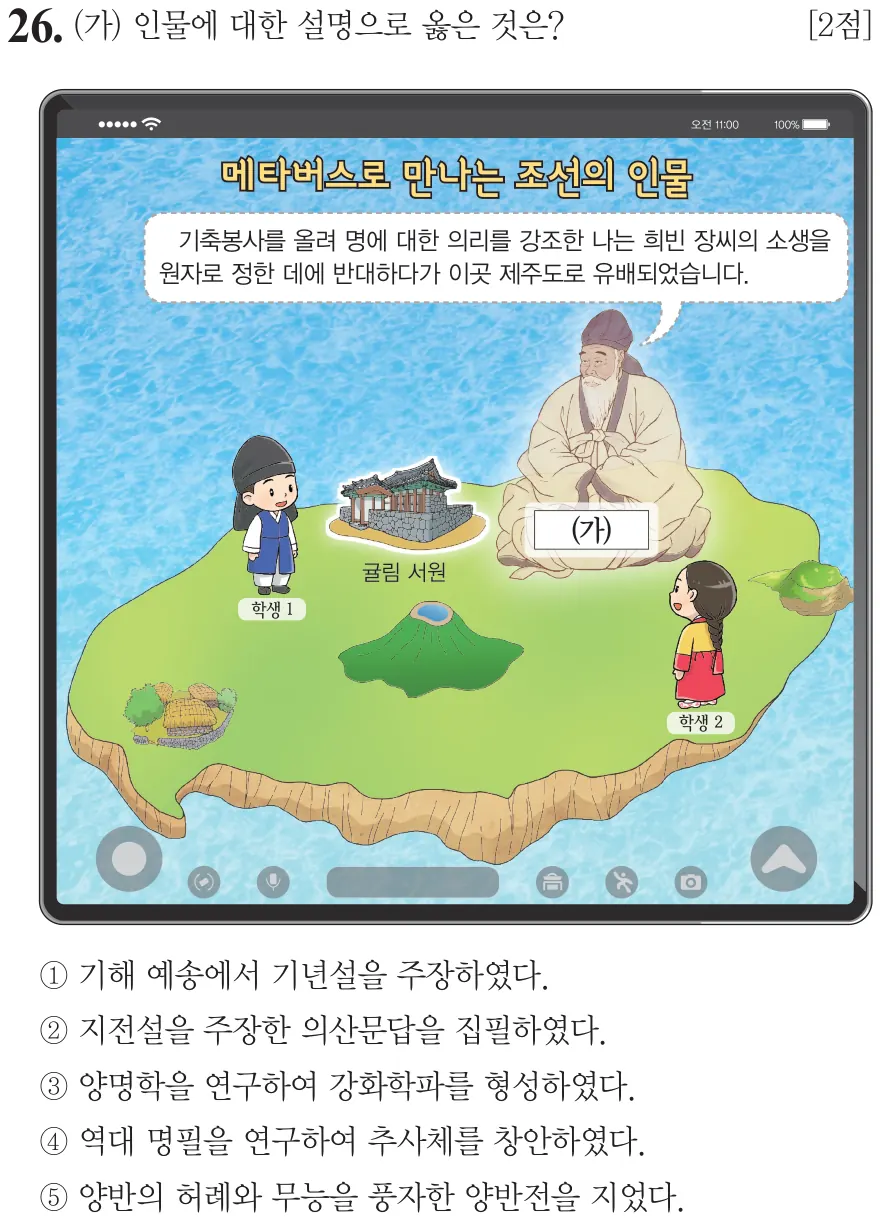 26. (가) 인물에 대한 설명으로 옳은 것은? [2점]
오전 11:00 100%
메타버스로 만나는 조선의 인물
기축봉사를 올려 명에 대한 의리를 강조한 나는 희빈 장씨의 소생을
원자로 정한 데에 반대하다가 이곳 제주도로 유배되었습니다.
(가)
귤림 서원
학생 1
학생 2
① 기해 예송에서 기년설을 주장하였다.
② 지전설을 주장한 의산문답을 집필하였다.
③ 양명학을 연구하여 강화학파를 형성하였다.
④ 역대 명필을 연구하여 추사체를 창안하였다.
⑤ 양반의 허례와 무능을 풍자한 양반전을 지었다.